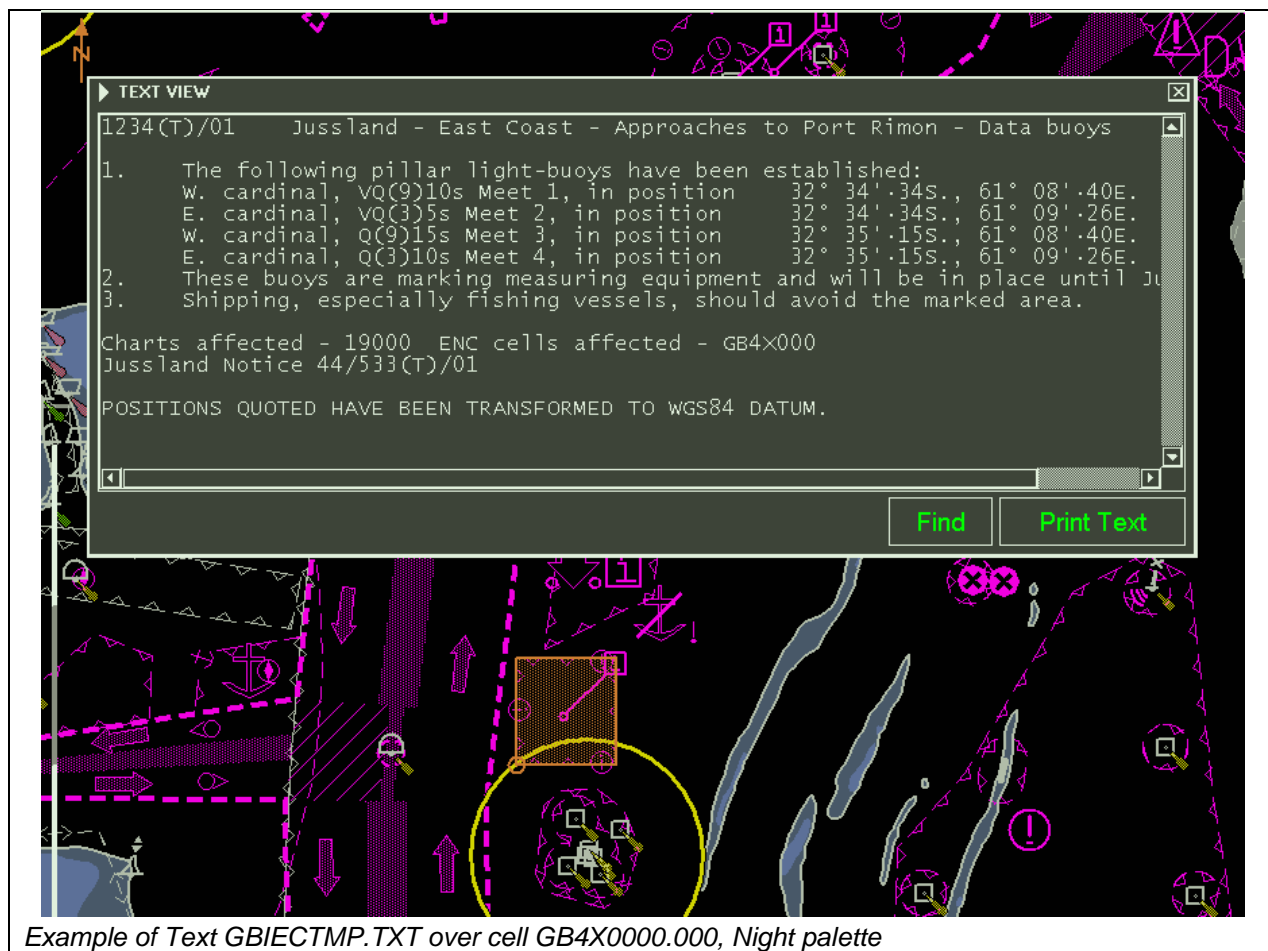 N
1
1
D
TEXT VIEW
1234(T)/01    Jussland - East Coast - Approaches to Port Rimon - Data buoys
1.    The following pillar light-buoys have been established:
W. cardinal, VQ(9)10s Meet 1, in position    32° 34'·34S., 61° 08'·40E.
E. cardinal, VQ(3)5s Meet 2, in position    32° 34'·34S., 61° 09'·26E.
W. cardinal, Q(9)15s Meet 3, in position    32° 35'·15S., 61° 08'·40E.
E. cardinal, Q(3)10s Meet 4, in position    32° 35'·15S., 61° 09'·26E.
2.    These buoys are marking measuring equipment and will be in place until
3.    Shipping, especially fishing vessels, should avoid the marked area.
Charts affected - 19000  ENC cells affected - GB4X000
Jussland Notice 44/533(T)/01
POSITIONS QUOTED HAVE BEEN TRANSFORMED TO WGS84 DATUM.
Find    Print Text
1
Example of Text GBIECTMP.TXT over cell GB4X0000.000, Night palette